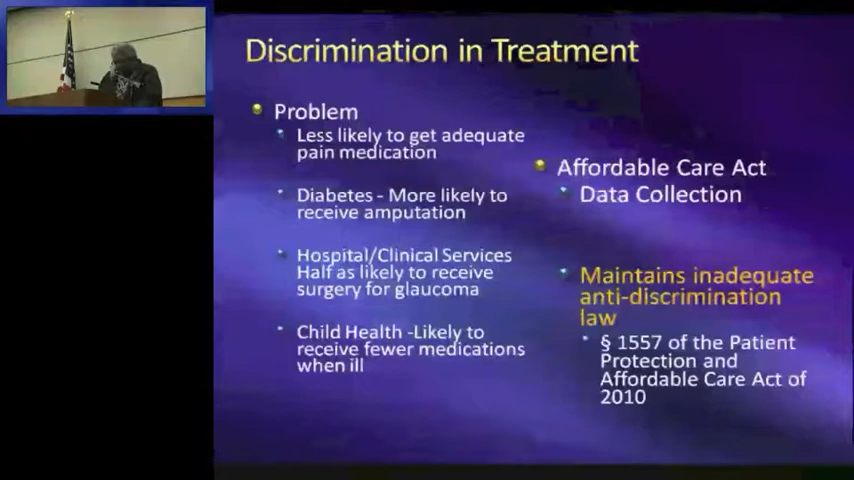 Discrimination in Treatment
Problem
Less likely to get adequate
pain medication
Diabetes - More likely to
receive amputation
Hospital/Clinical Services
Half as likely to receive
surgery for glaucoma
Child Health -Likely to
receive fewer medications
when ill
Affordable Care Act
Data Collection
Maintains inadequate
anti-discrimination
law
§ 1557 of the Patient
Protection and
Affordable Care Act of
2010